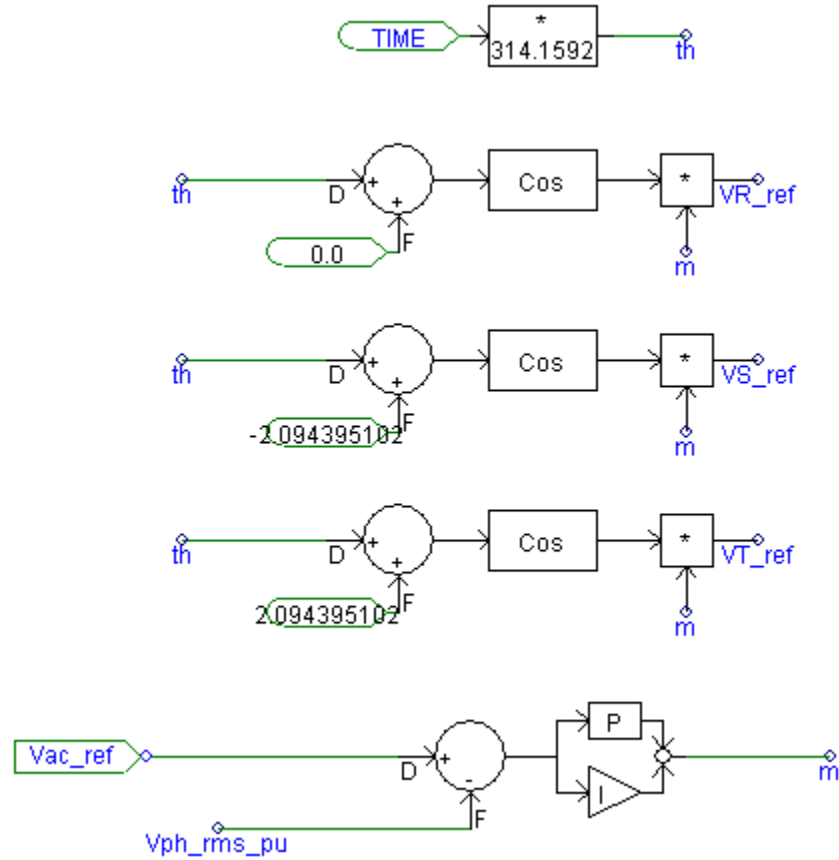 TIME
*
314.1592
th
th
D
+
+
F
0.0
Cos
*
VR_ref
m
th
D
+
+
F
-2.094395102
Cos
*
VS_ref
m
th
D
+
+
F
2.094395102
Cos
*
VT_ref
m
Vac_ref
D
+
-
F
Vph_rms_pu
P
I
m